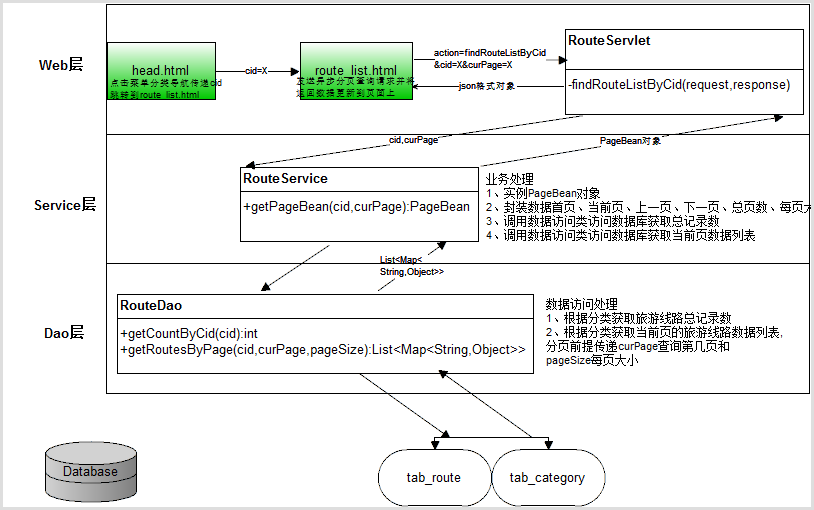 Web层
head.html
点击菜单分类导航传递cid
跳转到route_list.html
cid=X
route_list.html
发送异步分页查询请求并将
返回数据更新到页面上
action=findRouteListByCid
&cid=X&curPage=X
json格式对象
RouteServlet
-findRouteListByCid(request,response)
cid,curPage
PageBean对象
Service层
RouteService
+getPageBean(cid,curPage):PageBean
业务处理
1、实例PageBean对象
2、封装数据首页、当前页、上一页、下一页、总页数、每页大
3、调用数据访问类访问数据库获取总记录数
4、调用数据访问类访问数据库获取当前页数据列表
List<Map<
String,Object>>
Dao层
RouteDao
+getCountByCid(cid):int
+getRoutesByPage(cid,curPage,pageSize):List<Map<String,Object>>
数据访问处理
1、根据分类获取旅游线路总记录数
2、根据分类获取当前页的旅游线路数据列表,
分页前提传递curPage查询第几页和
pageSize每页大小
Database
tab_route
tab_category